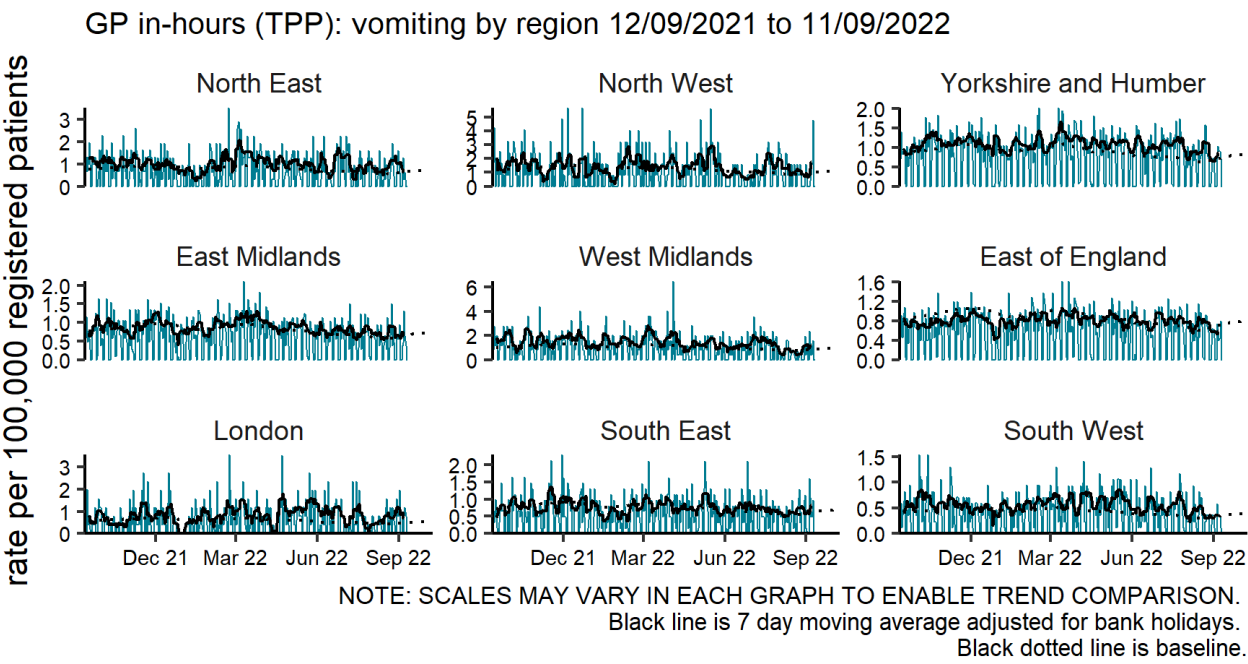 GP in-hours (TPP): vomiting by region 12/09/2021 to 11/09/2022
rate per 100,000 registered patients
North East
3
2
1
0
North West
5
4
3
2
1
0
Yorkshire and Humber
2.0
1.5
1.0
0.5
0.0
East Midlands
2.0
1.5
1.0
0.5
0.0
West Midlands
6
4
2
0
East of England
1.6
1.2
0.8
0.4
0.0
London
3
2
1
0
Dec 21 Mar 22 Jun 22 Sep 22
South East
2.0
1.5
1.0
0.5
0.0
Dec 21 Mar 22 Jun 22 Sep 22
South West
1.5
1.0
0.5
0.0
Dec 21 Mar 22 Jun 22 Sep 22
NOTE: SCALES MAY VARY IN EACH GRAPH TO ENABLE TREND COMPARISON.
Black line is 7 day moving average adjusted for bank holidays.
Black dotted line is baseline.